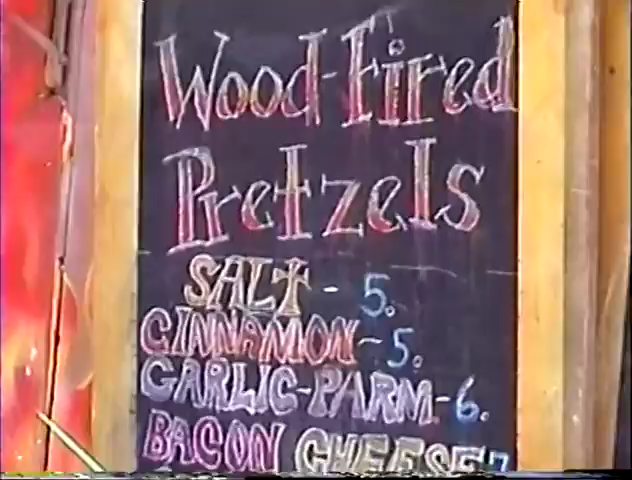 Wood-Fired
Pretzels
SALT - 5.
CINNAMON - 5.
GARLIC-PARM - 6.
BACON CHEESE